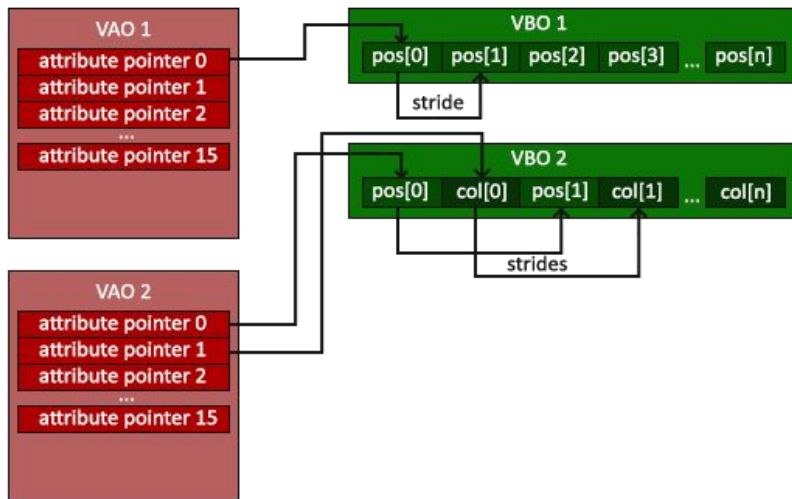 VAO 1
attribute pointer 0
attribute pointer 1
attribute pointer 2
...
attribute pointer 15
VBO 1
pos[0] pos[1] pos[2] pos[3] ... pos[n]
stride
VBO 2
pos[0] col[0] pos[1] col[1] ... col[n]
strides
VAO 2
attribute pointer 0
attribute pointer 1
attribute pointer 2
...
attribute pointer 15